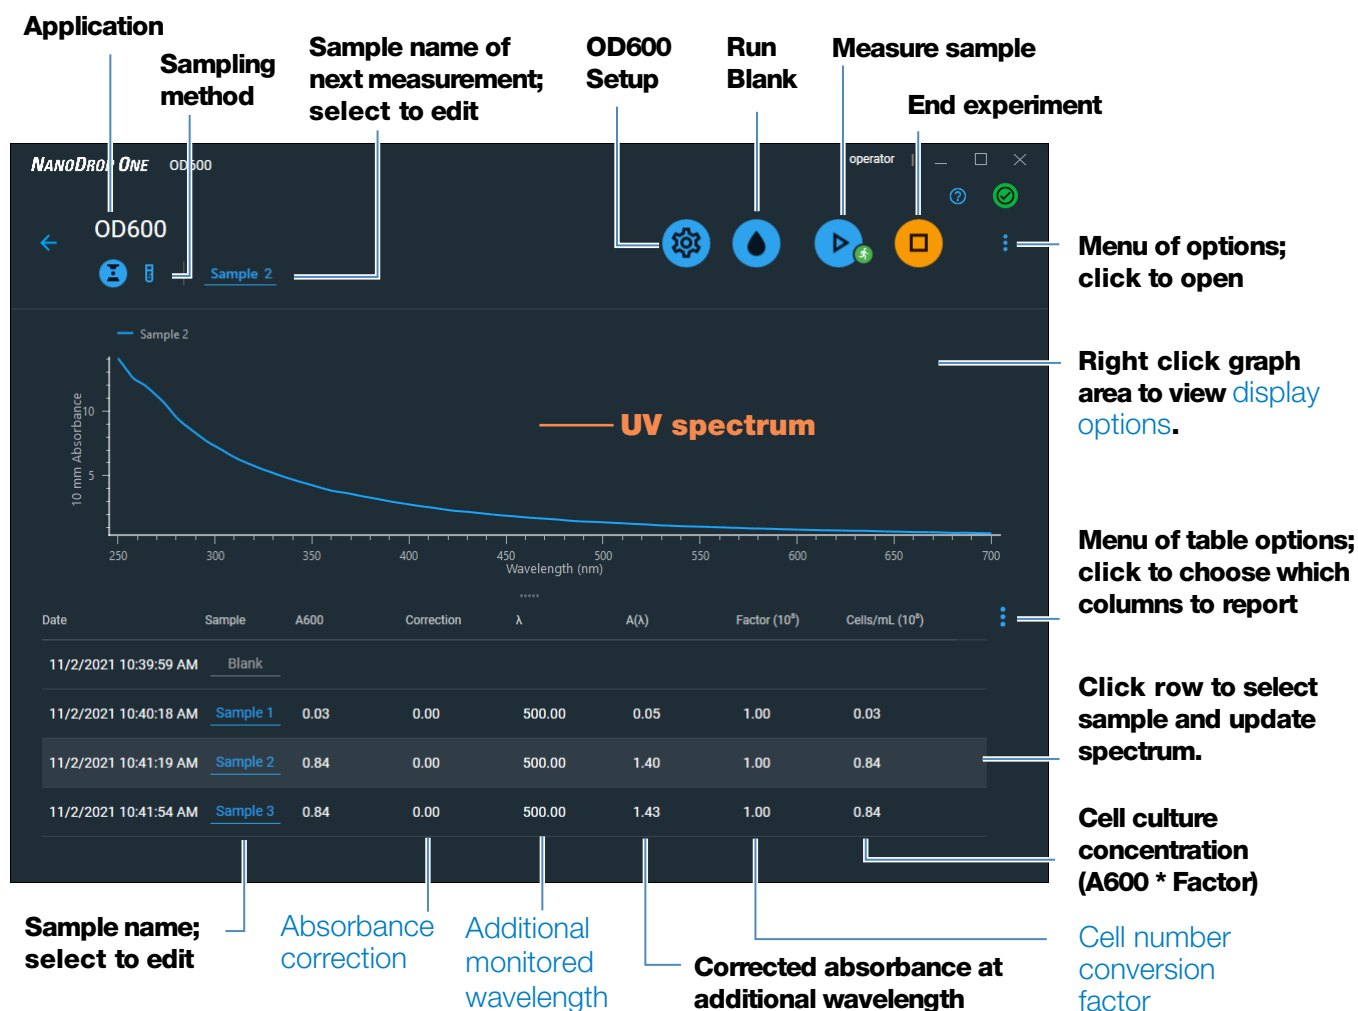 Application
Sampling
method
Sample name of
next measurement;
select to edit
OD600
Setup
Run
Blank
Measure sample
End experiment
NANODROP ONE OD600
operator
OD600
Sample 2
Menu of options;
click to open
Sample 2
10 mm Absorbance
10
5
UV spectrum
250 300 350 400 450 500 550 600 650 700
Wavelength (nm)
Right click graph
area to view display
options.
Menu of table options;
click to choose which
columns to report
Date Sample A600 Correction λ A(λ) Factor (10⁸) Cells/mL (10⁸)
11/2/2021 10:39:59 AM Blank
11/2/2021 10:40:18 AM Sample 1 0.03 0.00 500.00 0.05 1.00 0.03
11/2/2021 10:41:19 AM Sample 2 0.84 0.00 500.00 1.40 1.00 0.84
11/2/2021 10:41:54 AM Sample 3 0.84 0.00 500.00 1.43 1.00 0.84
Click row to select
sample and update
spectrum.
Cell culture
concentration
(A600 * Factor)
Sample name;
select to edit
Absorbance
correction
Additional
monitored
wavelength
Corrected absorbance at
additional wavelength
Cell number
conversion
factor